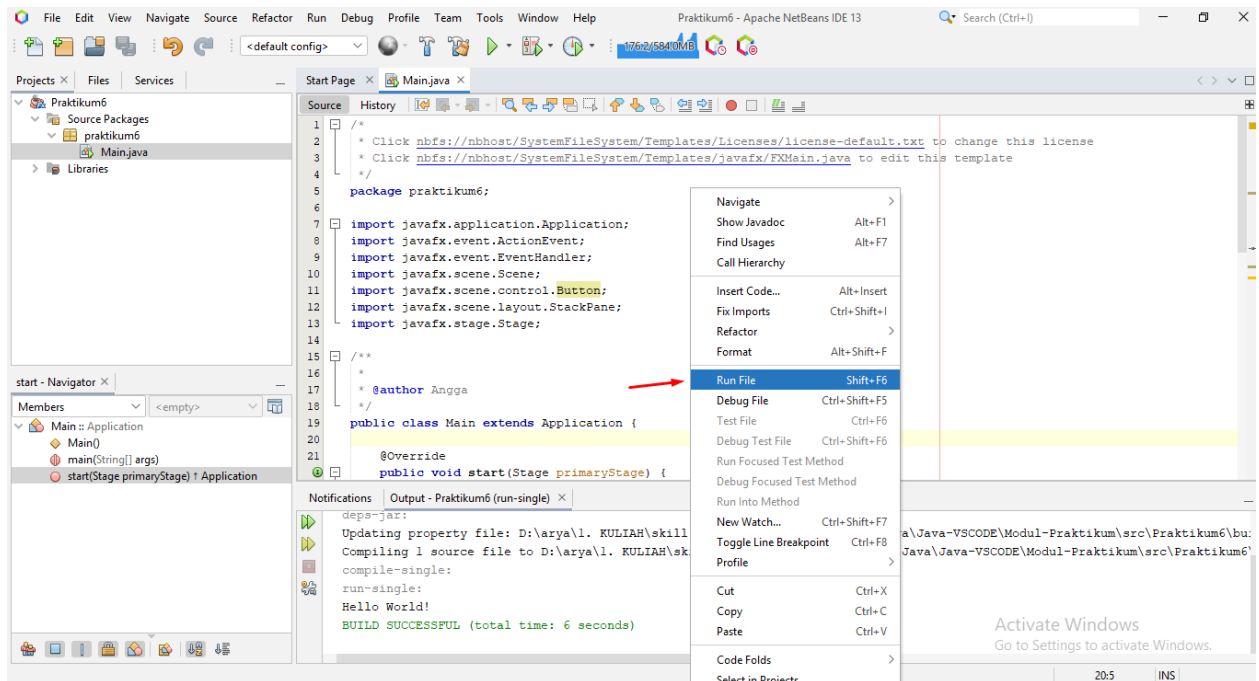 File Edit View Navigate Source Refactor Run Debug Profile Team Tools Window Help Praktikum6 - Apache NetBeans IDE 13 Search (Ctrl+I)
<default config> 176.2/584.0MB
Projects Files Services
Praktikum6
Source Packages
praktikum6
Main.java
Libraries
Start Page Main.java
Source History
1 /*
2 * Click nbfs://nbhost/SystemFileSystem/Templates/Licenses/license-default.txt to change this license
3 * Click nbfs://nbhost/SystemFileSystem/Templates/javafx/FXMain.java to edit this template
4 */
5 package praktikum6;
6
7 import javafx.application.Application;
8 import javafx.event.ActionEvent;
9 import javafx.event.EventHandler;
10 import javafx.scene.Scene;
11 import javafx.scene.control.Button;
12 import javafx.scene.layout.StackPane;
13 import javafx.stage.Stage;
14
15 /**
16 *
17 * @author Angga
18 */
19 public class Main extends Application {
20
21 @Override
public void start(Stage primaryStage) {
start - Navigator
Members <empty>
Main :: Application
Main()
main(String[] args)
start(Stage primaryStage) ↑ Application
Notifications Output - Praktikum6 (run-single)
deps-jar:
Updating property file: D:\arya\1. KULIAH\skill a\Java-VSCODE\Modul-Praktikum\src\Praktikum6\bu
Compiling 1 source file to D:\arya\1. KULIAH\sk Java\Java-VSCODE\Modul-Praktikum\src\Praktikum6\
compile-single:
run-single:
Hello World!
BUILD SUCCESSFUL (total time: 6 seconds)
Navigate
Show Javadoc Alt+F1
Find Usages Alt+F7
Call Hierarchy
Insert Code... Alt+Insert
Fix Imports Ctrl+Shift+I
Refactor
Format Alt+Shift+F
Run File Shift+F6
Debug File Ctrl+Shift+F5
Test File Ctrl+F6
Debug Test File Ctrl+Shift+F6
Run Focused Test Method
Debug Focused Test Method
Run Into Method
New Watch... Ctrl+Shift+F7
Toggle Line Breakpoint Ctrl+F8
Profile
Cut Ctrl+X
Copy Ctrl+C
Paste Ctrl+V
Code Folds
Select in Projects
Activate Windows
Go to Settings to activate Windows.
20:5 INS